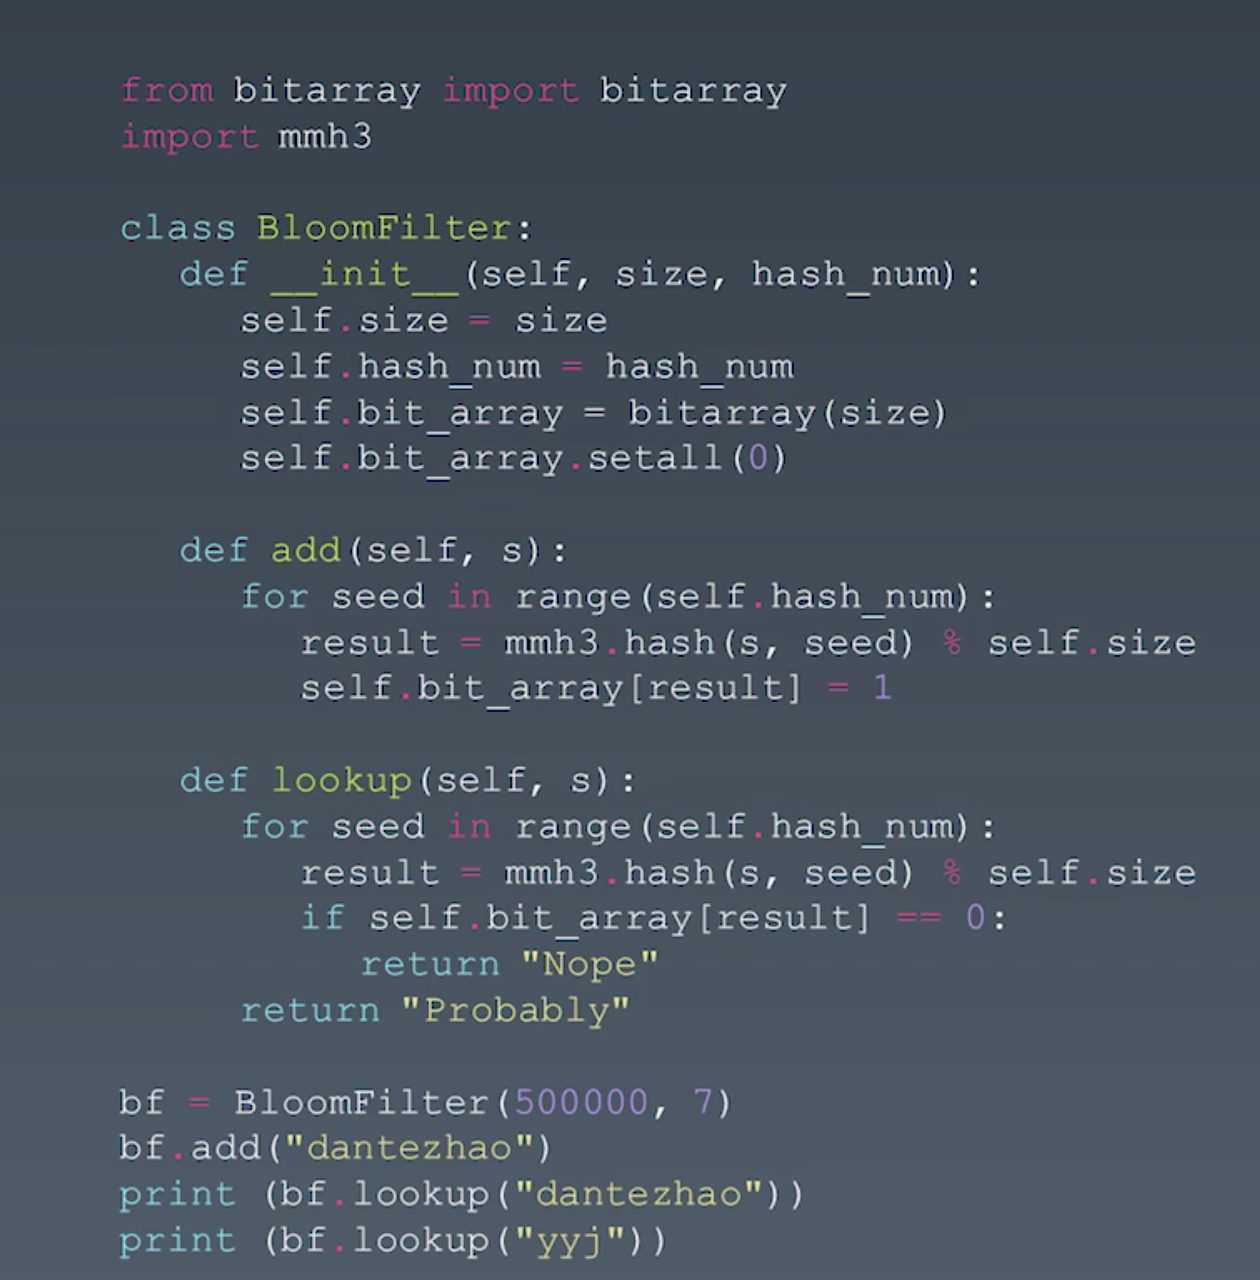 from bitarray import bitarray
import mmh3
class BloomFilter:
def __init__(self, size, hash_num):
self.size = size
self.hash_num = hash_num
self.bit_array = bitarray(size)
self.bit_array.setall(0)
def add(self, s):
for seed in range(self.hash_num):
result = mmh3.hash(s, seed) % self.size
self.bit_array[result] = 1
def lookup(self, s):
for seed in range(self.hash_num):
result = mmh3.hash(s, seed) % self.size
if self.bit_array[result] == 0:
return "Nope"
return "Probably"
bf = BloomFilter(500000, 7)
bf.add("dantezhao")
print (bf.lookup("dantezhao"))
print (bf.lookup("yyj"))